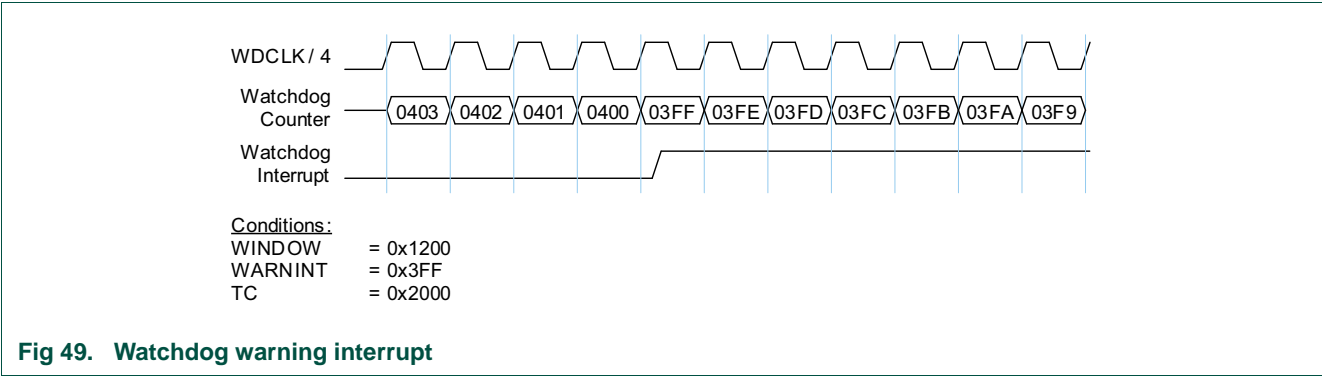 WDCLK / 4
Watchdog
Counter
0403 0402 0401 0400 03FF 03FE 03FD 03FC 03FB 03FA 03F9
Watchdog
Interrupt
Conditions:
WINDOW = 0x1200
WARNINT = 0x3FF
TC = 0x2000
Fig 49. Watchdog warning interrupt